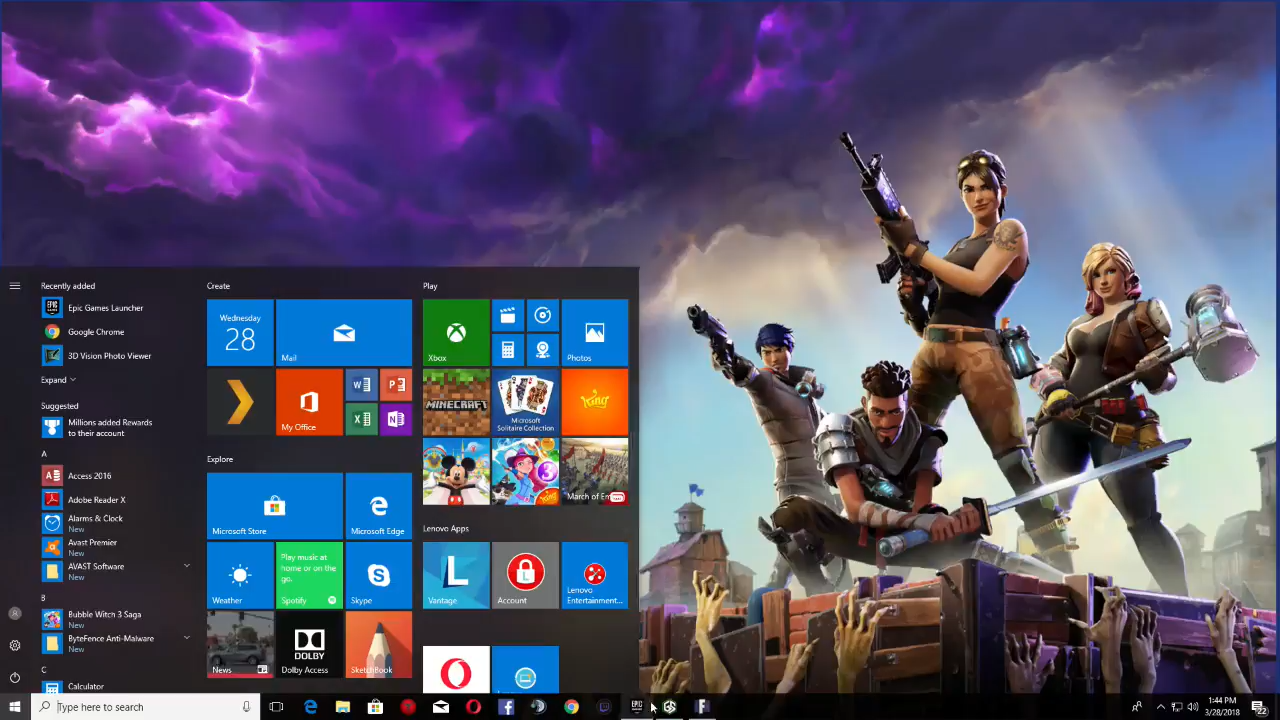 Recently added
Epic Games Launcher
Google Chrome
3D Vision Photo Viewer
Expand
Suggested
Millions added Rewards
to their account
A
Access 2016
Adobe Reader X
Alarms & Clock
New
Avast Premier
New
AVAST Software
New
B
Bubble Witch 3 Saga
New
ByteFence Anti-Malware
New
C
Calculator
Create
Wednesday
28
Mail
My Office
Explore
Microsoft Store
Microsoft Edge
Weather
Play music at
home or on the
go.
Spotify
Skype
News
DOLBY
Dolby Access
SketchBook
Play
Xbox
Photos
MINECRAFT
Microsoft
Solitaire Collection
King
March of Em
Lenovo Apps
L
Vantage
L
Account
Lenovo
Entertainment...
Type here to search
EPIC
1:44 PM
3/28/2018
22